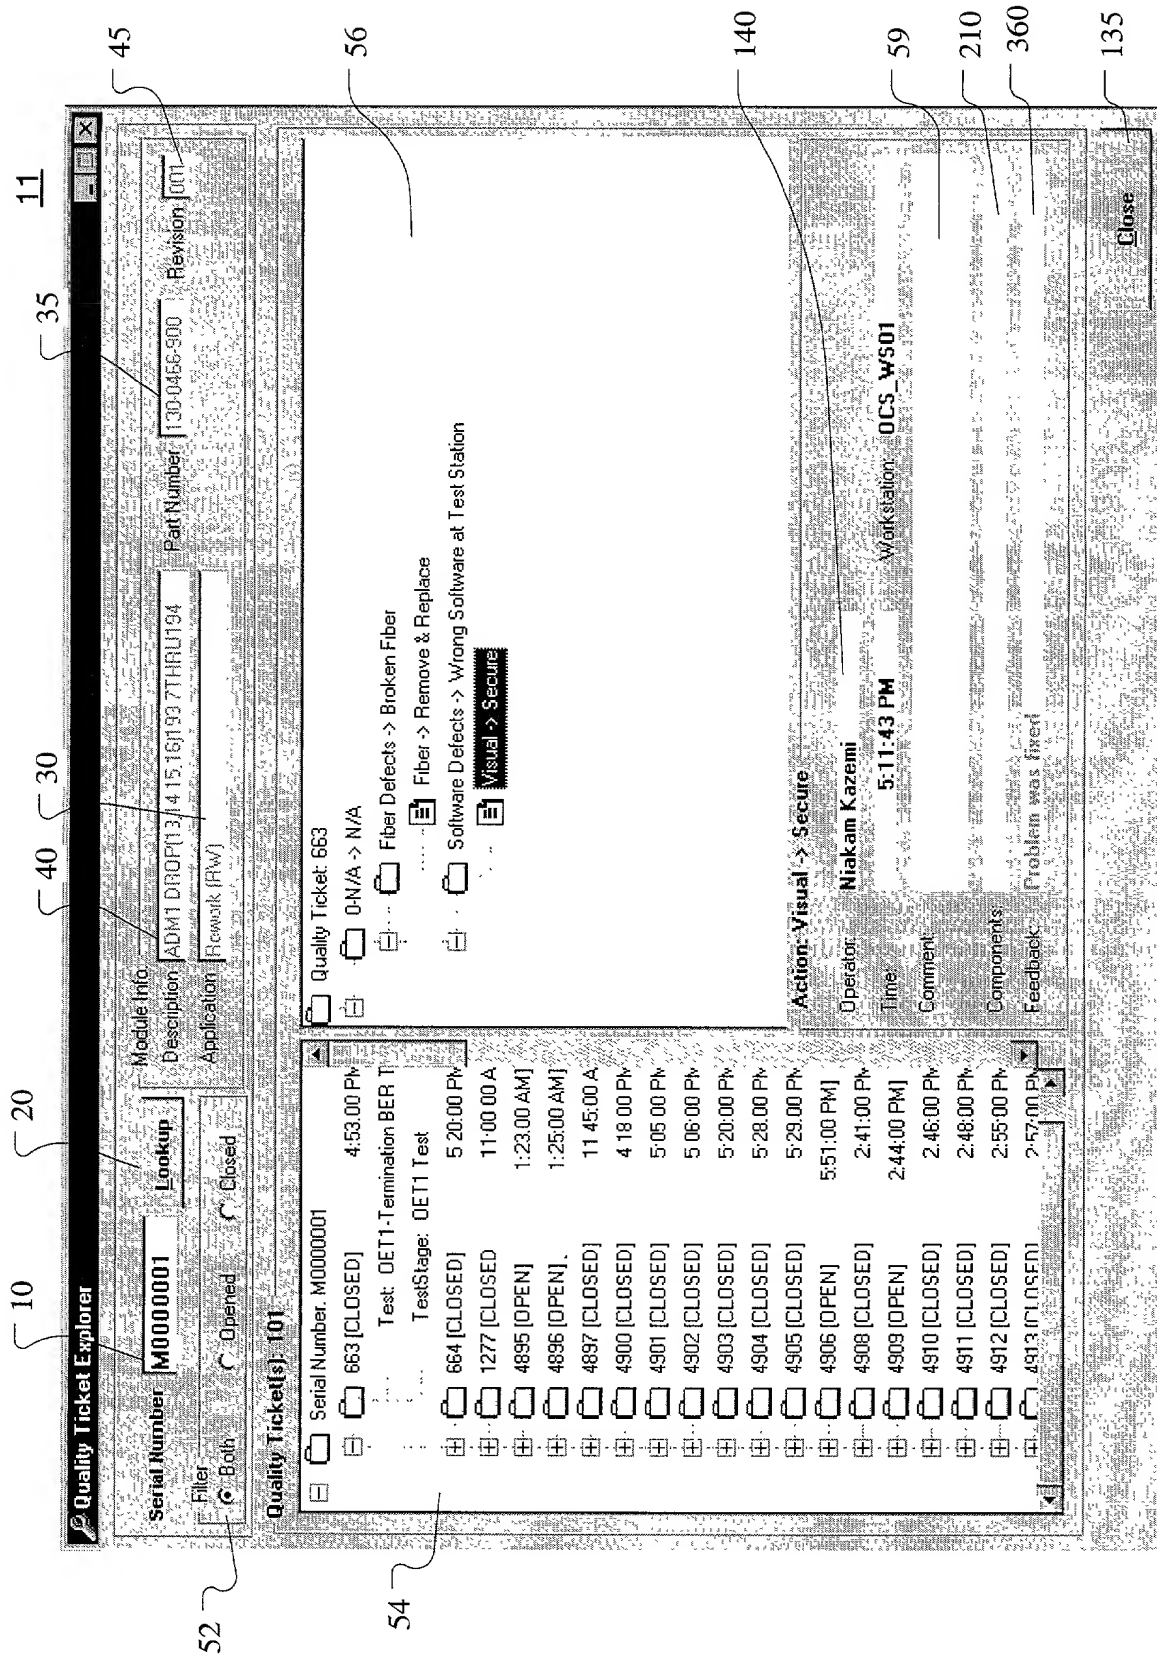 11
10
20
40
30
35
45
Quality Ticket Explorer
Serial Number M0000001 Lookup
Filter
Both Opened Closed
Module Info
Description ADM1 DROP(13,14 15,16)193 7THRU194 Part Number 130-0466-900 Revision 001
Application Rework (RW)
52
Quality Ticket[s]: 101
Serial Number. M0000001
663 [CLOSED] 4:53.00 PM
Test: OET1-Termination BER T
TestStage: OET1 Test
664 [CLOSED] 5 20:00 PM
1277 [CLOSED 11:00 00 A
4895 [OPEN] 1:23.00 AM]
4896 [OPEN] 1:25:00 AM]
4897 [CLOSED] 11 45:00 A
4900 [CLOSED] 4 18 00 PM
4901 [CLOSED] 5:05 00 PM
4902 [CLOSED] 5 06:00 PM
4903 [CLOSED] 5:20:00 PM
4904 [CLOSED] 5:28.00 PM
4905 [CLOSED] 5:29.00 PM
4906 [OPEN] 5:51:00 PM]
4908 [CLOSED] 2:41:00 PM
4909 [OPEN] 2:44:00 PM]
4910 [CLOSED] 2.46:00 PM
4911 [CLOSED] 2:48:00 PM
4912 [CLOSED] 2:55:00 PM
4913 [CLOSED] 2:57:00 PM
54
Quality Ticket 663
0-N/A -> N/A
Fiber Defects -> Broken Fiber
Fiber -> Remove & Replace
Software Defects -> Wrong Software at Test Station
Visual -> Secure
56
Action: Visual -> Secure
Operator: Niakam Kazemi
140
Time: 5:11:43 PM Workstation: OCS_WS01
Comment:
59
Components:
210
Feedback: Problem was fixed
360
Close
135